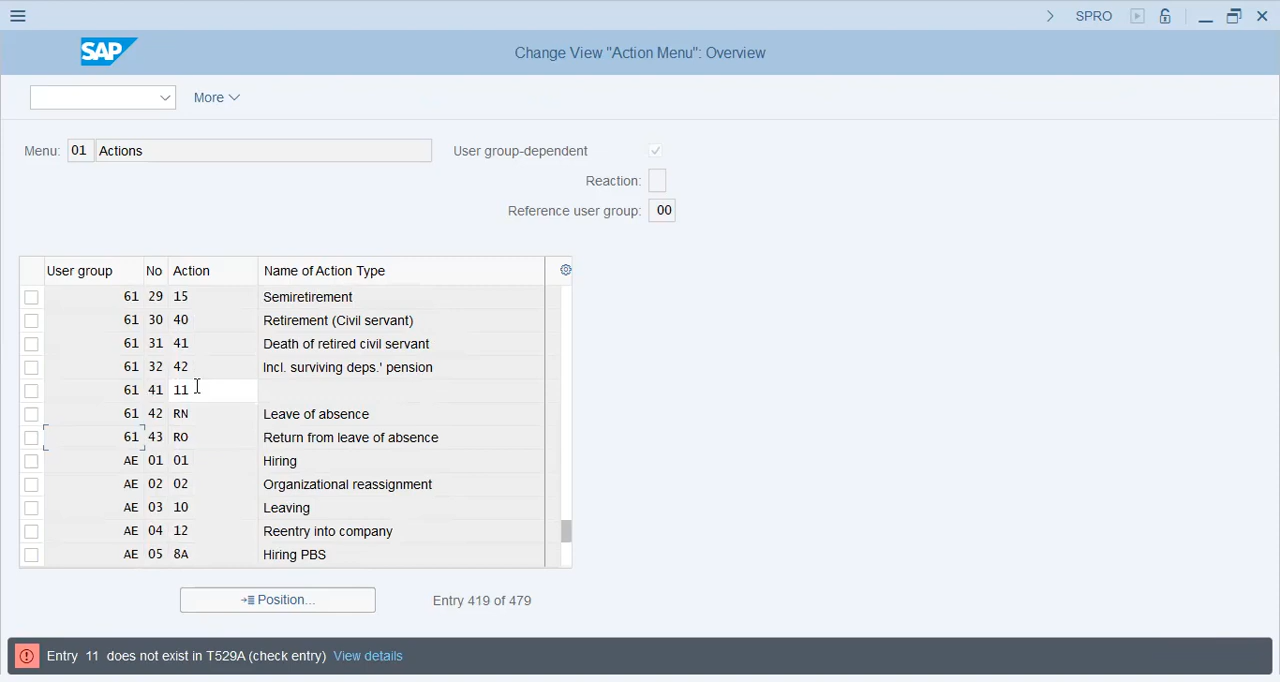 SPRO
SAP
Change View "Action Menu": Overview
More
Menu: 01 Actions User group-dependent
Reaction:
Reference user group: 00
User group No Action Name of Action Type
61 29 15 Semiretirement
61 30 40 Retirement (Civil servant)
61 31 41 Death of retired civil servant
61 32 42 Incl. surviving deps.' pension
61 41 11
61 42 RN Leave of absence
61 43 RO Return from leave of absence
AE 01 01 Hiring
AE 02 02 Organizational reassignment
AE 03 10 Leaving
AE 04 12 Reentry into company
AE 05 8A Hiring PBS
Position... Entry 419 of 479
Entry 11 does not exist in T529A (check entry) View details